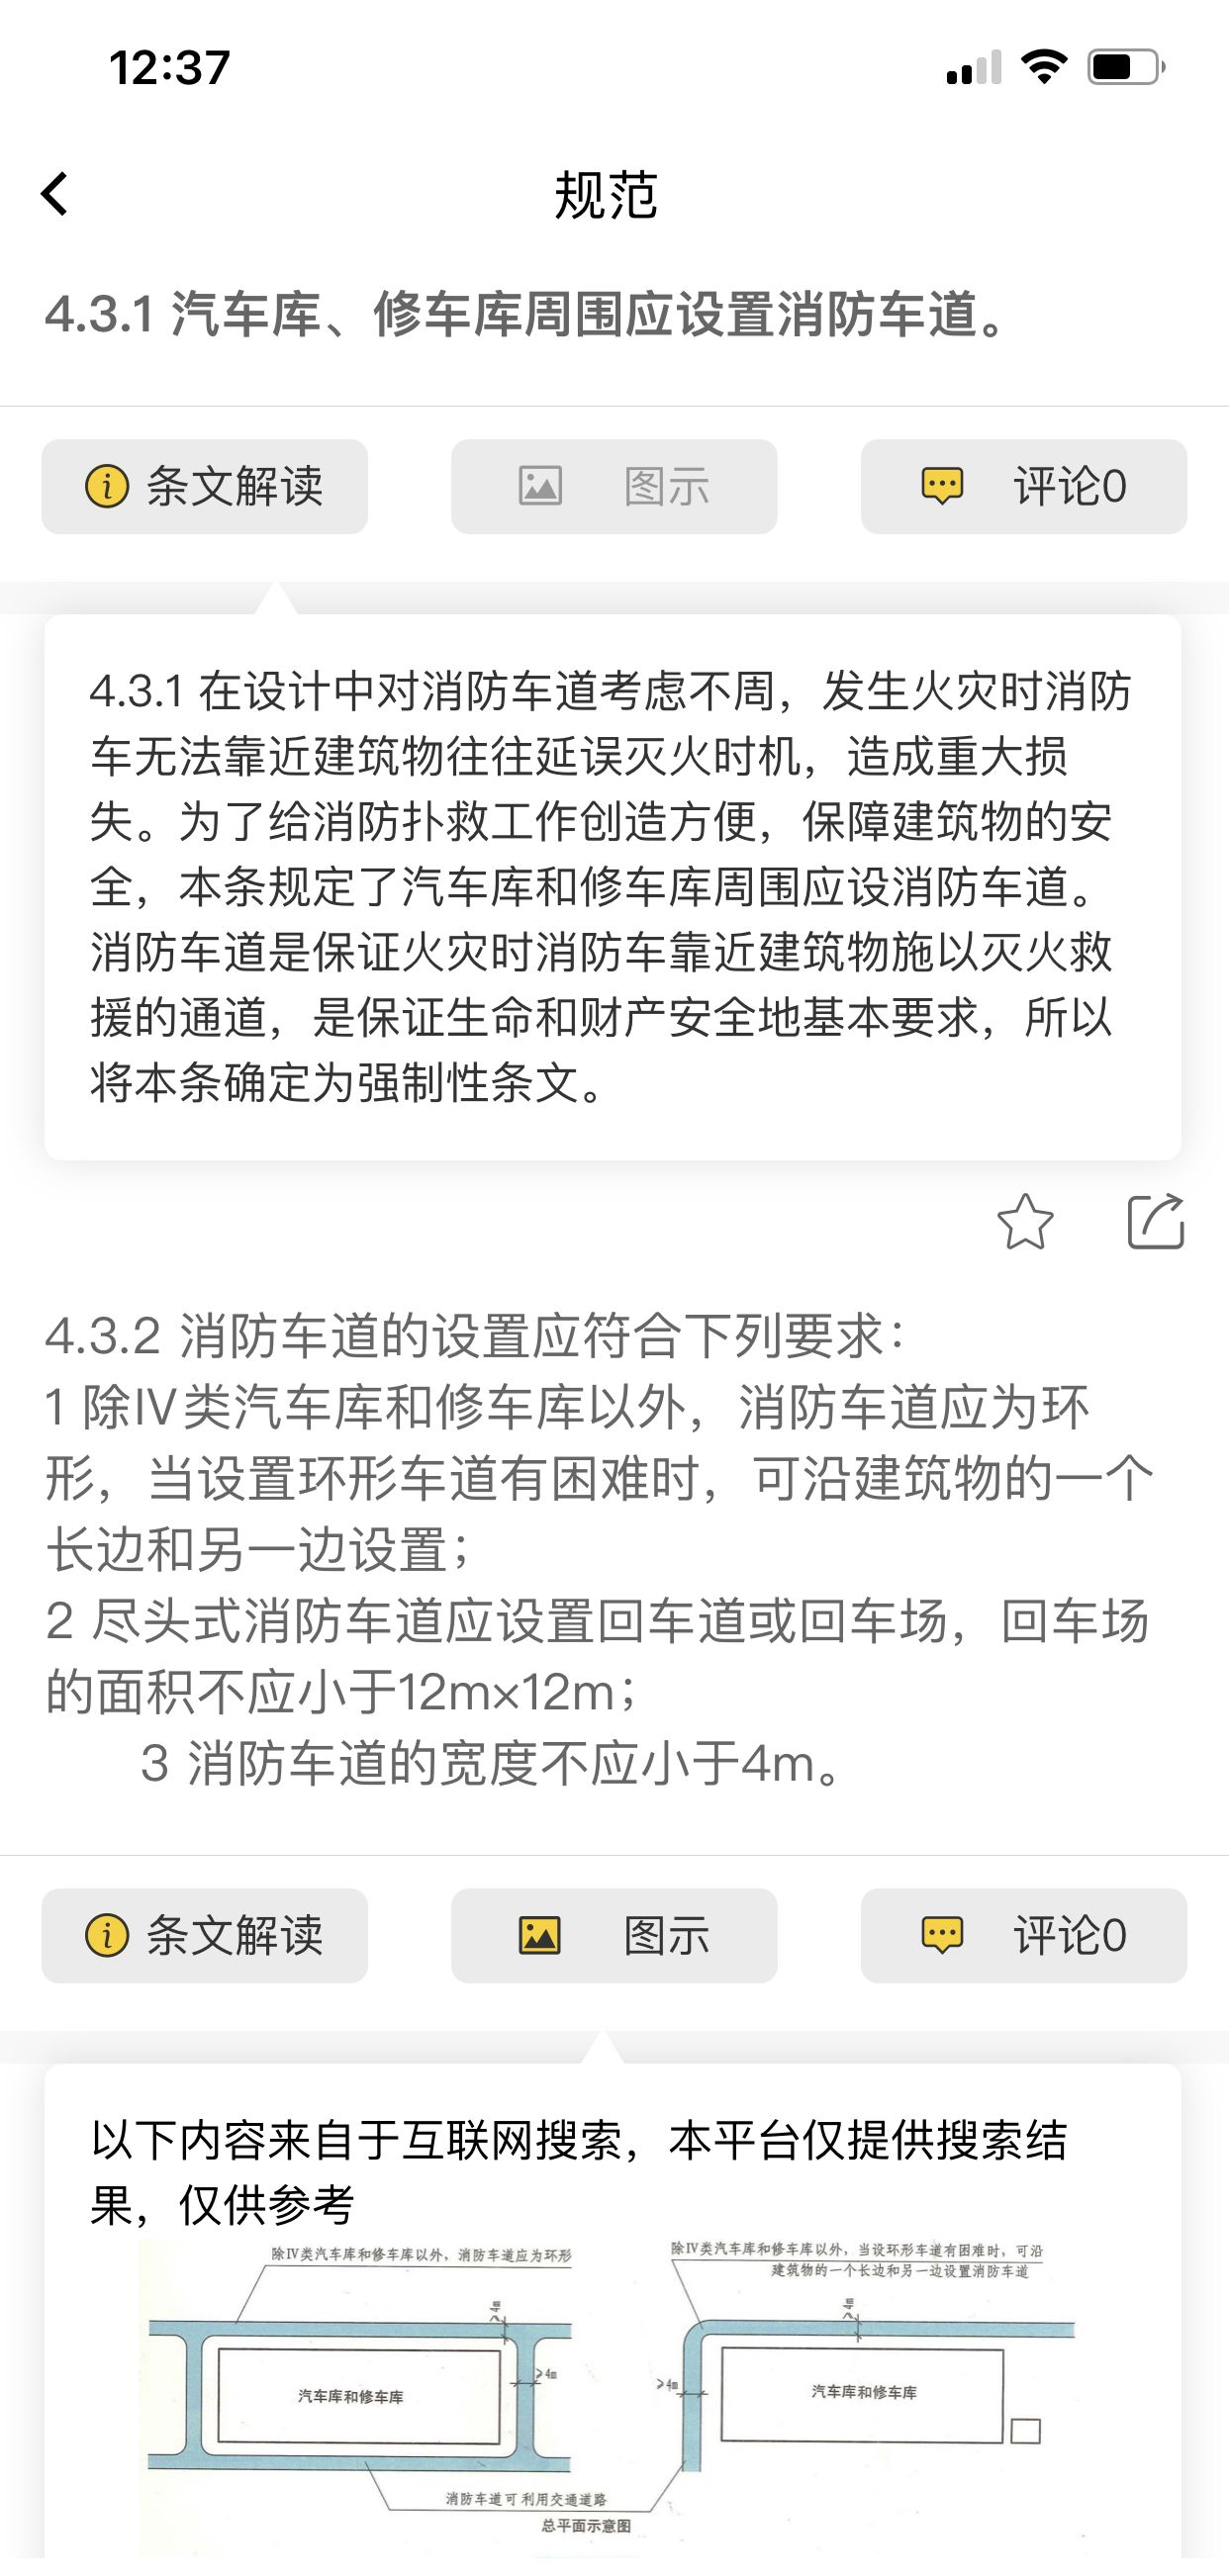 12:37
规范
4.3.1 汽车库、修车库周围应设置消防车道。
条文解读
图示
评论0
4.3.1 在设计中对消防车道考虑不周，发生火灾时消防
车无法靠近建筑物往往延误灭火时机，造成重大损
失。为了给消防扑救工作创造方便，保障建筑物的安
全，本条规定了汽车库和修车库周围应设消防车道。
消防车道是保证火灾时消防车靠近建筑物施以灭火救
援的通道，是保证生命和财产安全地基本要求，所以
将本条确定为强制性条文。
4.3.2 消防车道的设置应符合下列要求：
1 除Ⅳ类汽车库和修车库以外，消防车道应为环
形，当设置环形车道有困难时，可沿建筑物的一个
长边和另一边设置；
2 尽头式消防车道应设置回车道或回车场，回车场
的面积不应小于12m×12m；
3 消防车道的宽度不应小于4m。
条文解读
图示
评论0
以下内容来自于互联网搜索，本平台仅提供搜索结
果，仅供参考
除Ⅳ类汽车库和修车库以外，消防车道应为环形
除Ⅳ类汽车库和修车库以外，当设环形车道有困难时，可沿
建筑物的一个长边和另一边设置消防车道
≥4m
≥4m
≥4m
≥4m
汽车库和修车库
汽车库和修车库
消防车道可利用交通道路
总平面示意图